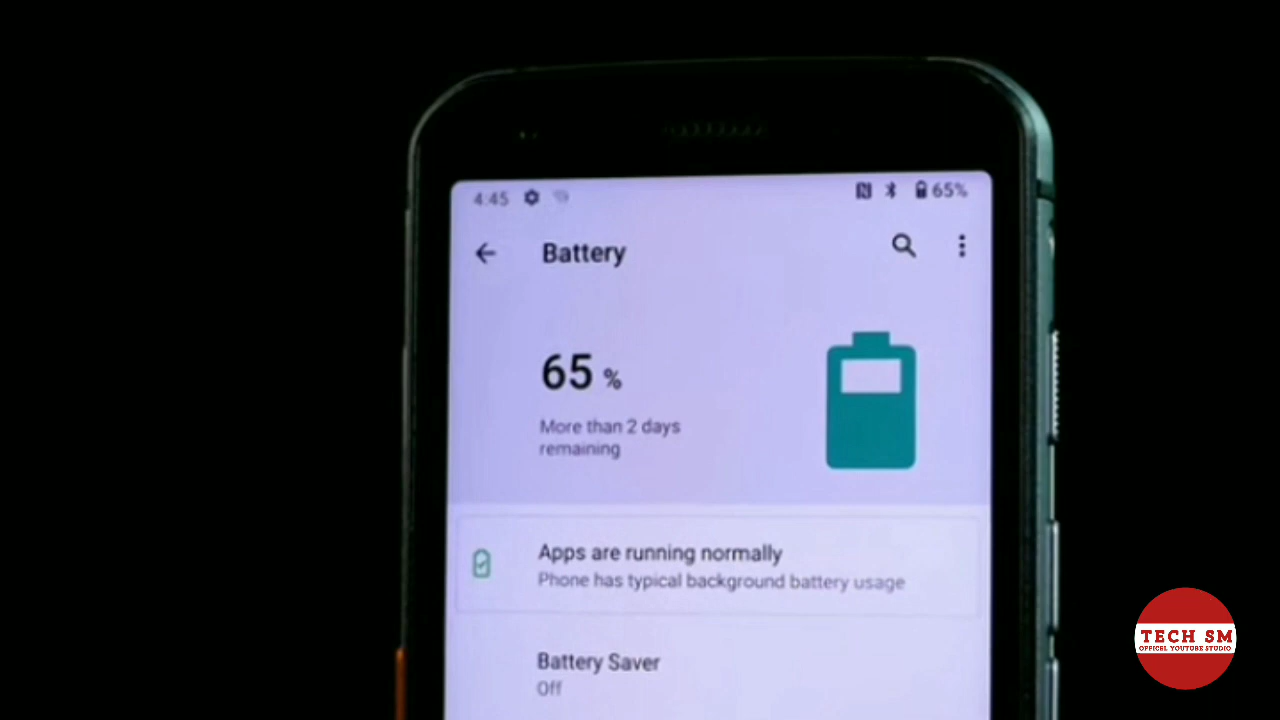 4:45
65%
Battery
65 %
More than 2 days
remaining
Apps are running normally
Phone has typical background battery usage
Battery Saver
Off
TECH SM
OFFICEL YOUTUBE STUDIO